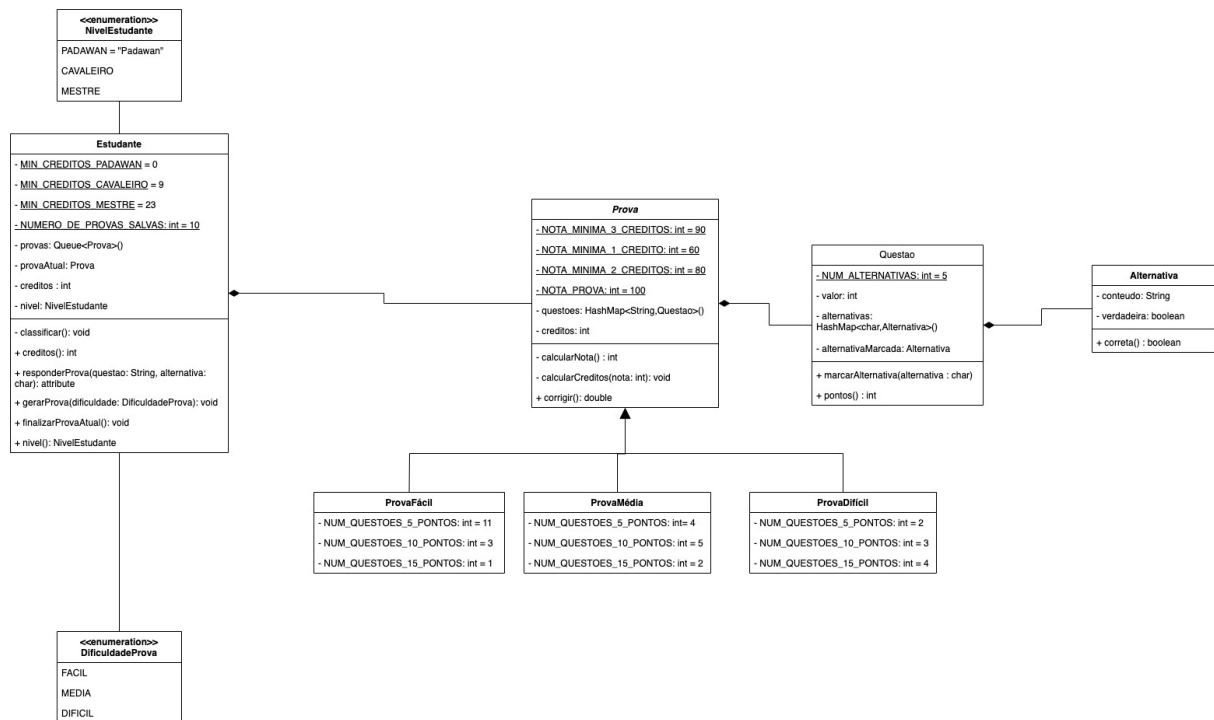 <<enumeration>>
NivelEstudante
PADAWAN = "Padawan"
CAVALEIRO
MESTRE
Estudante
- MIN_CREDITOS_PADAWAN = 0
- MIN_CREDITOS_CAVALEIRO = 9
- MIN_CREDITOS_MESTRE = 23
- NUMERO_DE_PROVAS_SALVAS: int = 10
- provas: Queue<Prova>()
- provaAtual: Prova
- creditos : int
- nivel: NivelEstudante
- classificar(): void
+ creditos(): int
+ responderProva(questao: String, alternativa:
char): attribute
+ gerarProva(dificuldade: DificuldadeProva): void
+ finalizarProvaAtual(): void
+ nivel(): NivelEstudante
Prova
- NOTA_MINIMA_3_CREDITOS: int = 90
- NOTA_MINIMA_1_CREDITO: int = 60
- NOTA_MINIMA_2_CREDITOS: int = 80
- NOTA_PROVA: int = 100
- questoes: HashMap<String,Questao>()
- creditos: int
- calcularNota() : int
- calcularCreditos(nota: int): void
+ corrigir(): double
Questao
- NUM_ALTERNATIVAS: int = 5
- valor: int
- alternativas:
HashMap<char,Alternativa>()
- alternativaMarcada: Alternativa
+ marcarAlternativa(alternativa : char)
+ pontos() : int
Alternativa
- conteudo: String
- verdadeira: boolean
+ correta() : boolean
ProvaFácil
- NUM_QUESTOES_5_PONTOS: int = 11
- NUM_QUESTOES_10_PONTOS: int = 3
- NUM_QUESTOES_15_PONTOS: int = 1
ProvaMédia
- NUM_QUESTOES_5_PONTOS: int= 4
- NUM_QUESTOES_10_PONTOS: int = 5
- NUM_QUESTOES_15_PONTOS: int = 2
ProvaDifícil
- NUM_QUESTOES_5_PONTOS: int = 2
- NUM_QUESTOES_10_PONTOS: int = 3
- NUM_QUESTOES_15_PONTOS: int = 4
<<enumeration>>
DificuldadeProva
FACIL
MEDIA
DIFICIL